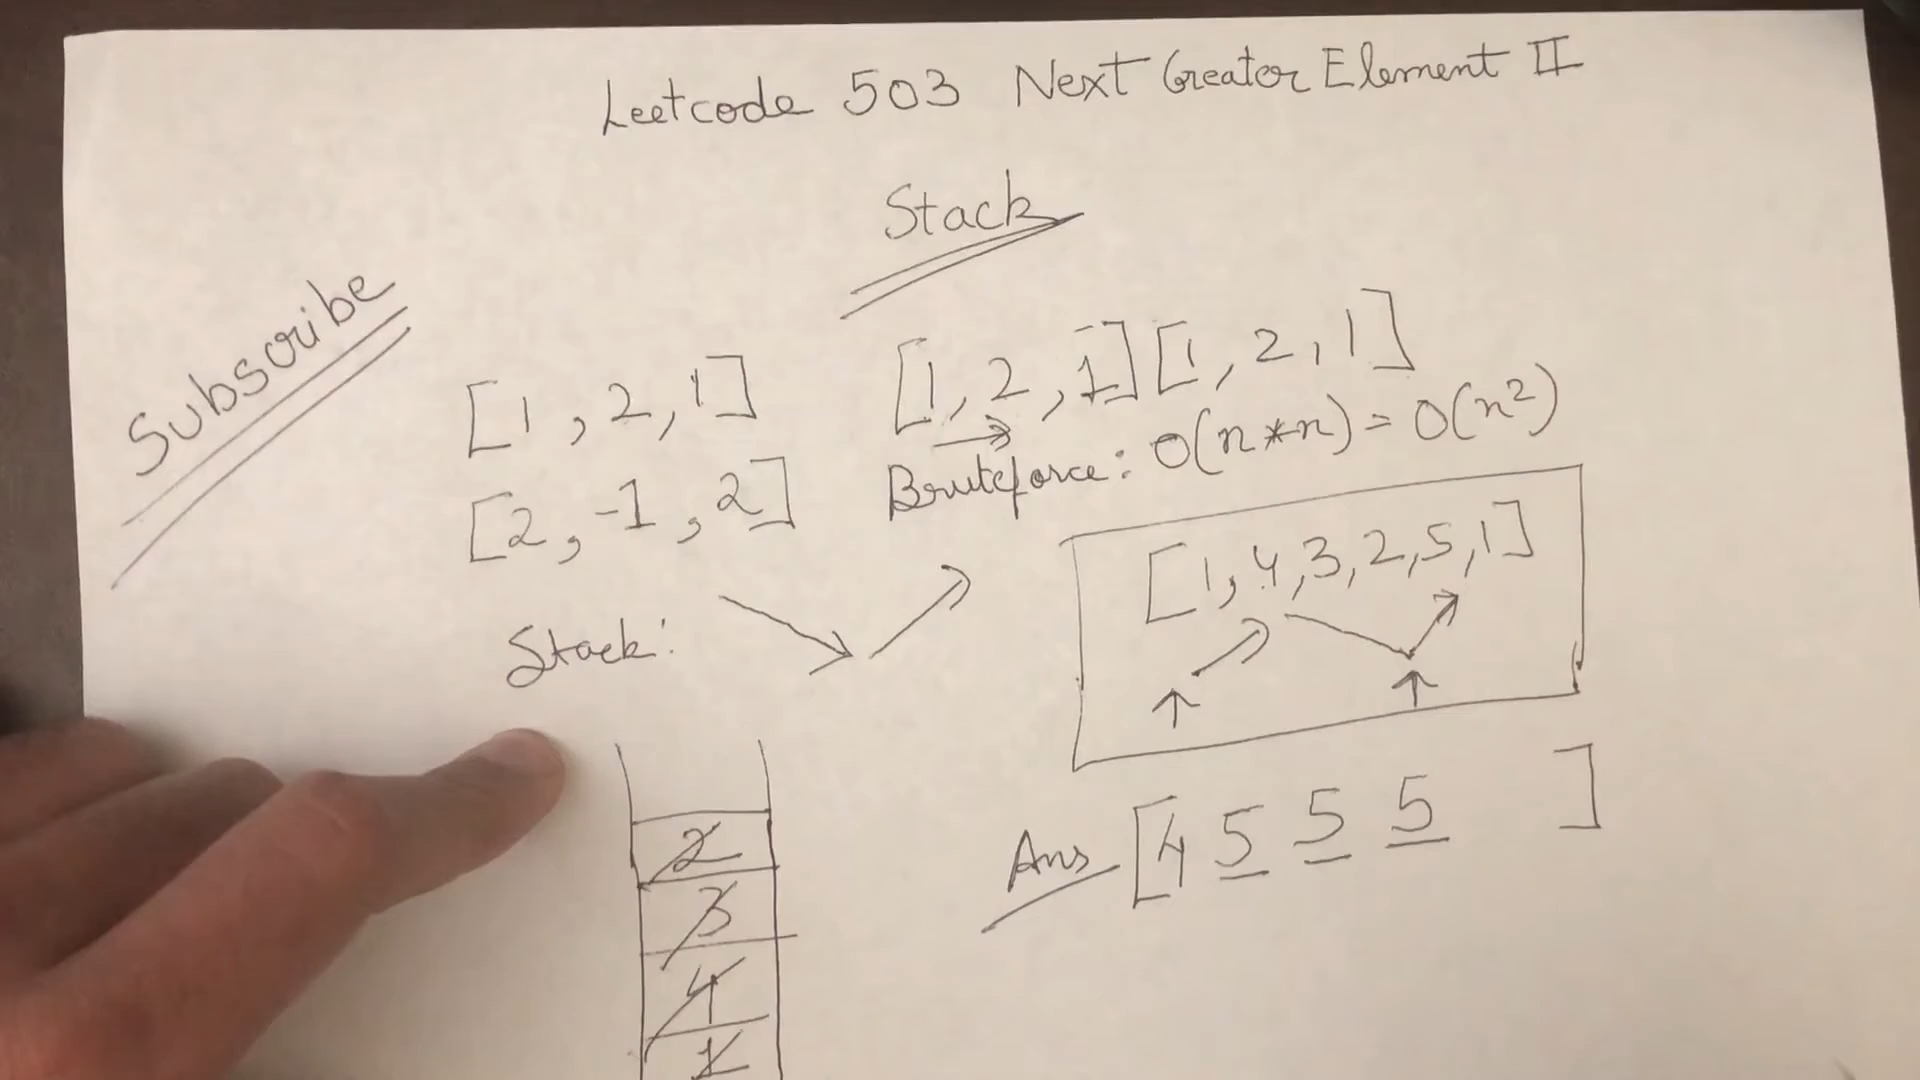 Leetcode 503 Next Greater Element II
Stack
Subscribe
[1, 2, 1]
[1, 2, 1][1, 2, 1]
Bruteforce: O(n*n) = O(n²)
[2, -1, 2]
[1, 4, 3, 2, 5, 1]
Stack:
Ans [4 5 5 5 ]
2
3
4
1